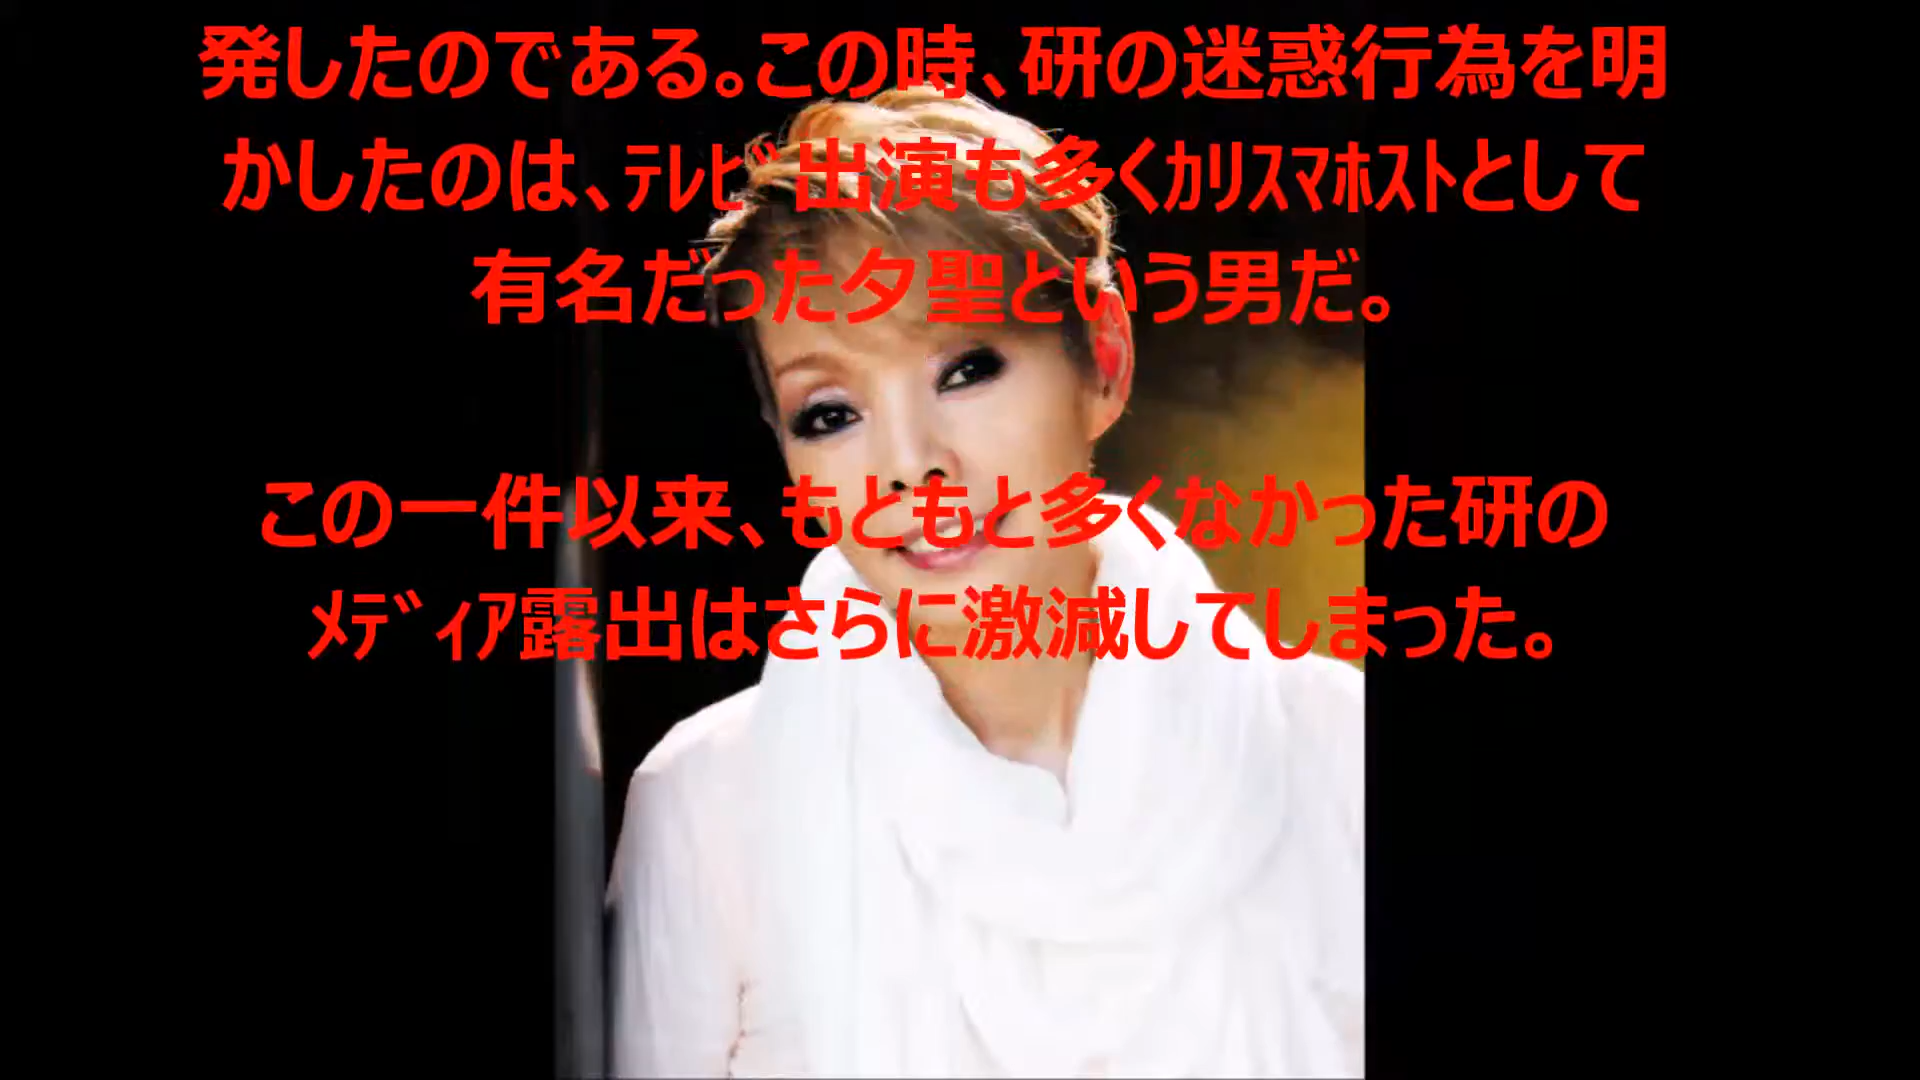 発したのである。この時、研の迷惑行為を明
かしたのは、ﾃﾚﾋﾞ出演も多くｶﾘｽﾏﾎｽﾄとして
有名だった夕聖という男だ。
この一件以来、もともと多くなかった研の
ﾒﾃﾞｨｱ露出はさらに激減してしまった。